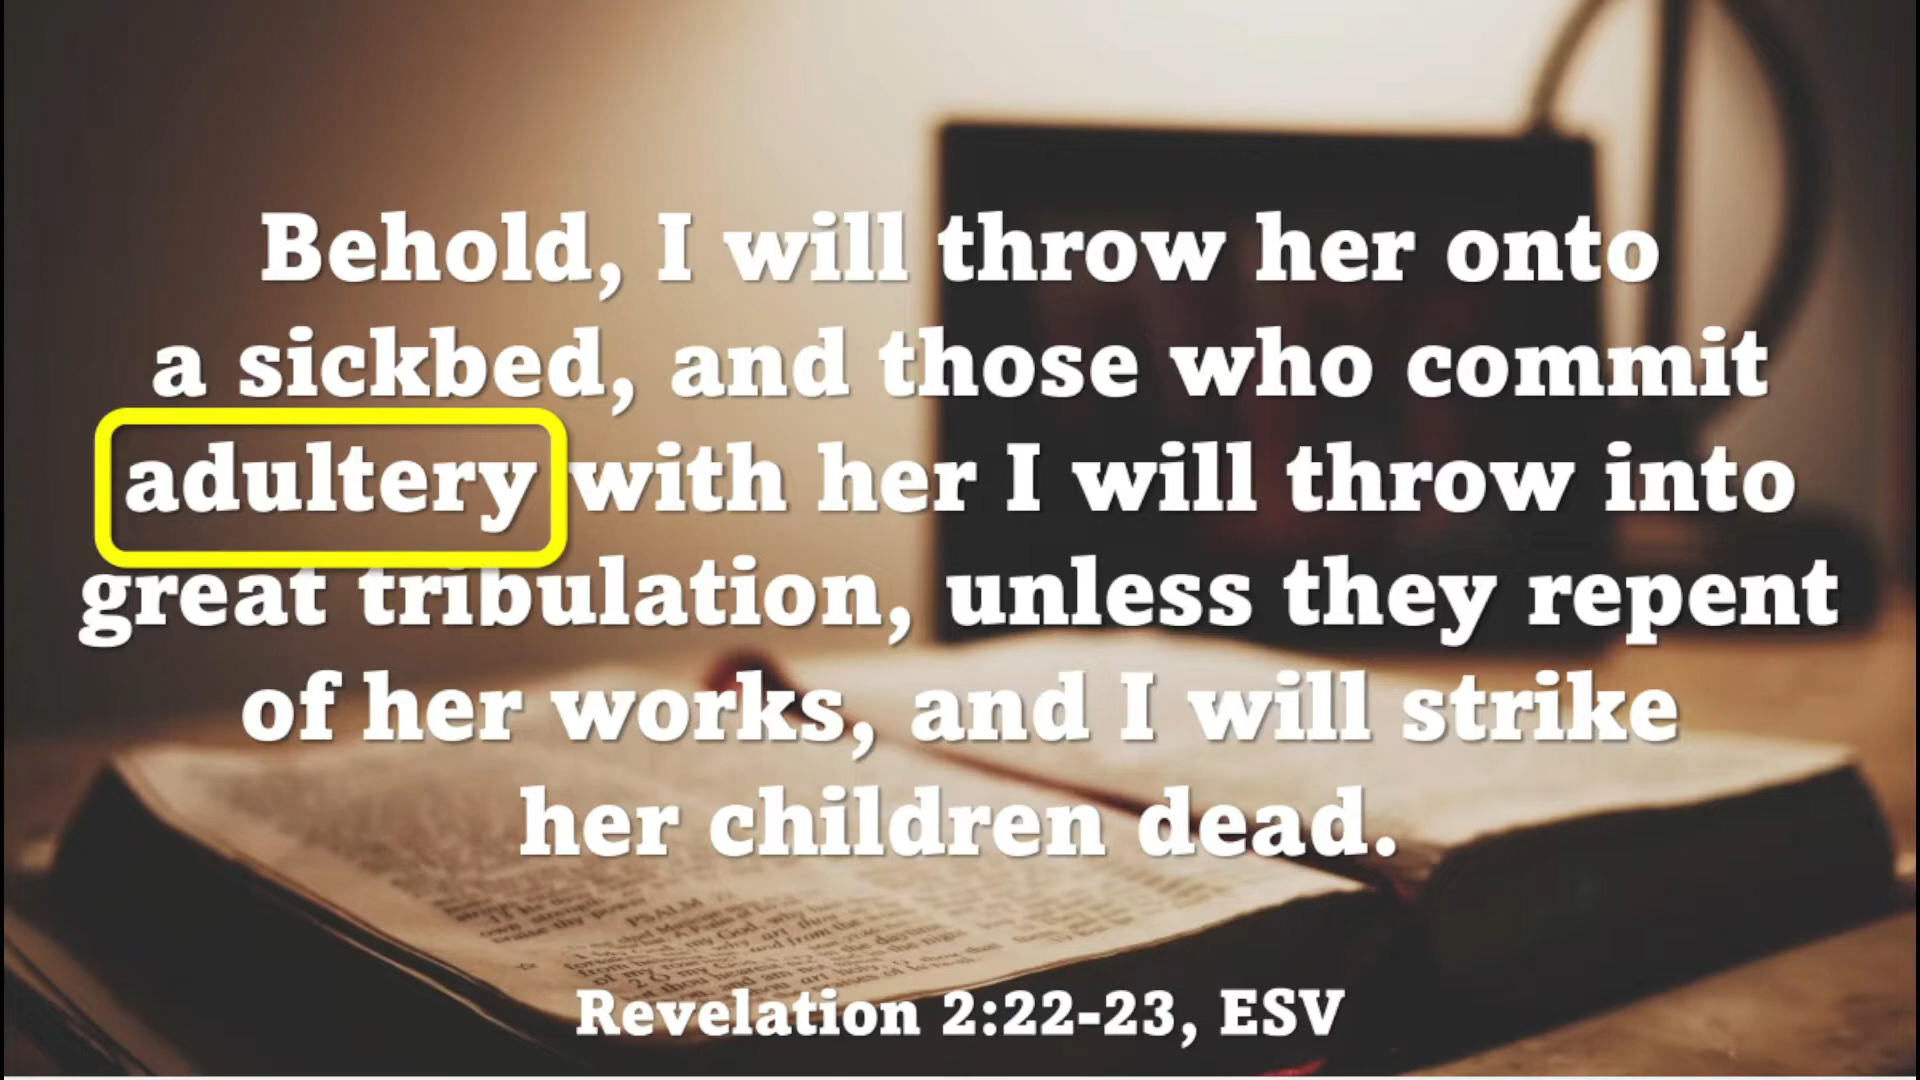 Behold, I will throw her onto
a sickbed, and those who commit
adultery with her I will throw into
great tribulation, unless they repent
of her works, and I will strike
her children dead.
PSALM
Revelation 2:22-23, ESV